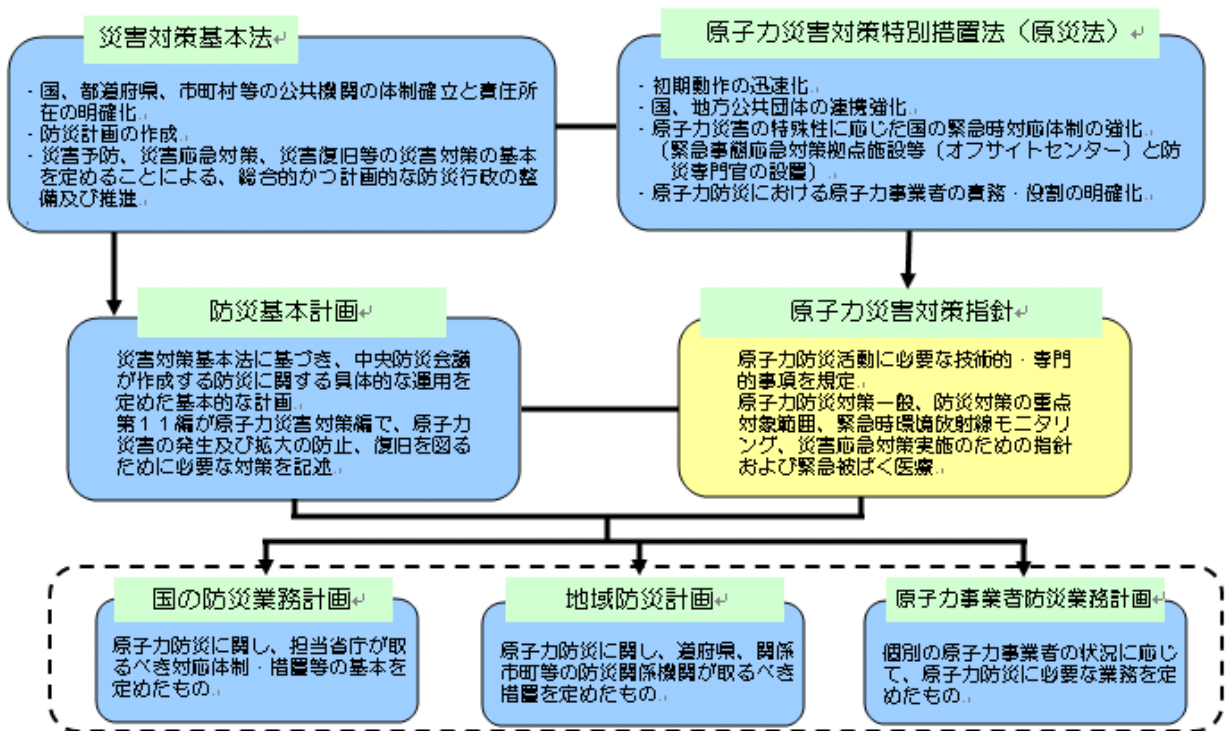 災害対策基本法↵
・国、都道府県、市町村等の公共機関の体制確立と責任所
在の明確化
・防災計画の作成
・災害予防、災害応急対策、災害復旧等の災害対策の基本
を定めることによる、総合的かつ計画的な防災行政の整
備及び推進
原子力災害対策特別措置法（原災法）↵
・初期動作の迅速化
・国、地方公共団体の連携強化
・原子力災害の特殊性に応じた国の緊急時対応体制の強化
（緊急事態応急対策拠点施設等（オフサイトセンター）と防
災専門官の設置）
・原子力防災における原子力事業者の責務・役割の明確化
防災基本計画↵
災害対策基本法に基づき、中央防災会議
が作成する防災に関する具体的な運用を
定めた基本的な計画
第１１編が原子力災害対策編で、原子力
災害の発生及び拡大の防止、復旧を図る
ために必要な対策を記述
原子力災害対策指針↵
原子力防災活動に必要な技術的・専門
的事項を規定
原子力防災対策一般、防災対策の重点
対象範囲、緊急時環境放射線モニタリ
ング、災害応急対策実施のための指針
および緊急被ばく医療
国の防災業務計画↵
原子力防災に関し、担当省庁が取
るべき対応体制・措置等の基本を
定めたもの
地域防災計画↵
原子力防災に関し、道府県、関係
市町等の防災関係機関が取るべき
措置を定めたもの
原子力事業者防災業務計画↵
個別の原子力事業者の状況に応じ
て、原子力防災に必要な業務を定
めたもの